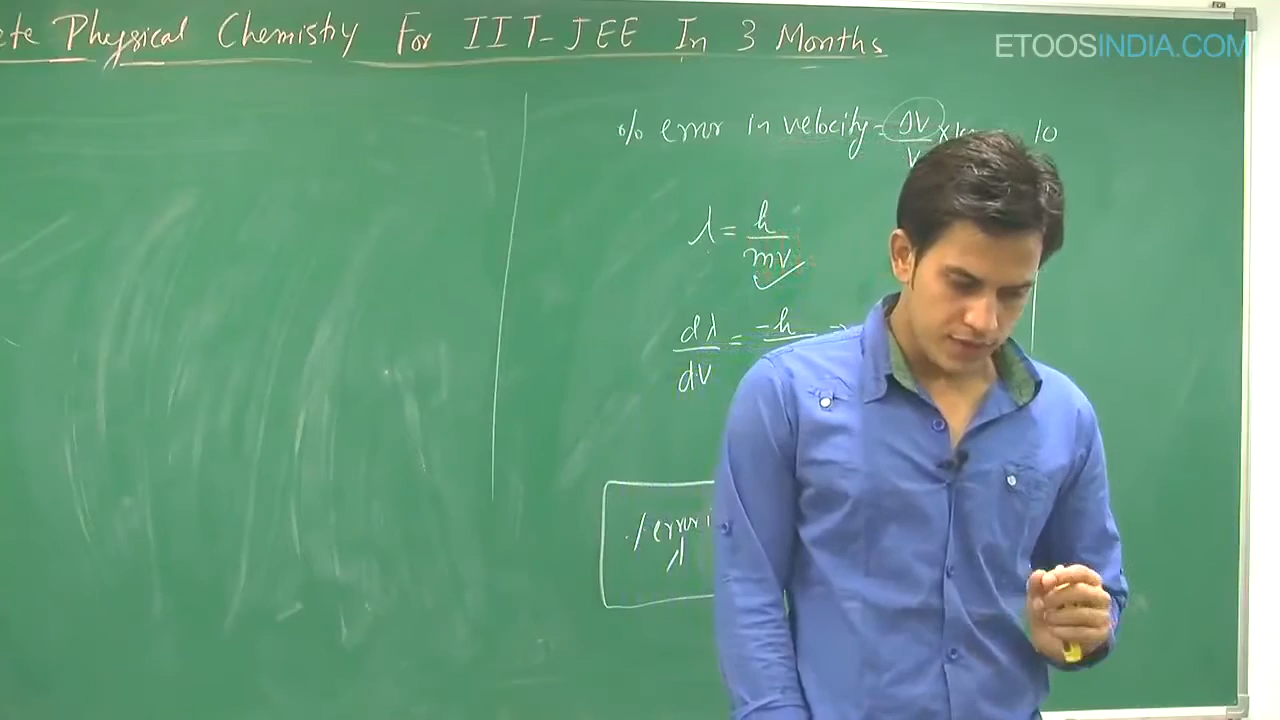 ete Physical Chemistry For IIT-JEE In 3 Months
ETOOSINDIA.COM
% error in velocity = ΔV/V × 10
λ = h/mv
dλ/dV = -h
% error
λ